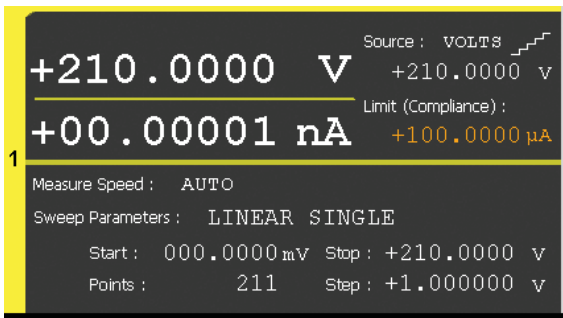 Source : VOLTS
+210.0000 V
+210.0000 V
Limit (Compliance) :
+00.00001 nA
+100.0000 µA
1
Measure Speed : AUTO
Sweep Parameters : LINEAR SINGLE
Start : 000.0000 mV Stop : +210.0000 V
Points : 211 Step : +1.000000 V